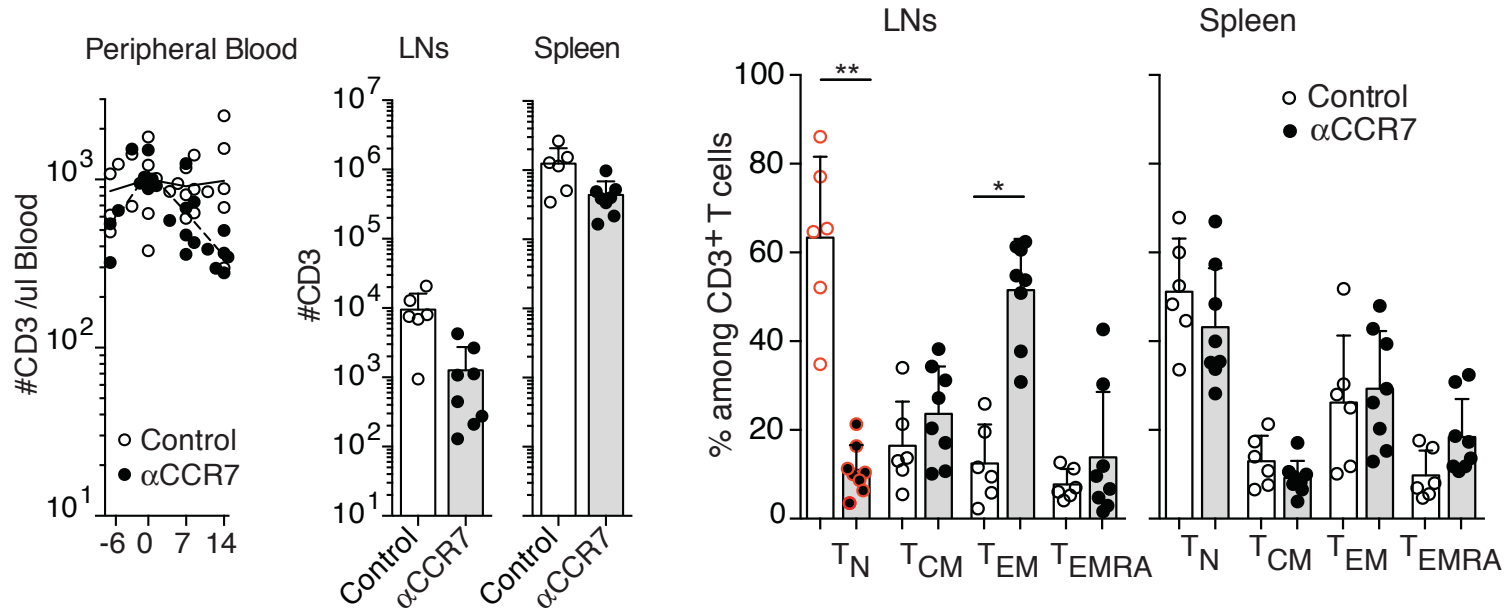 Peripheral Blood
LNs
Spleen
#CD3 /ul Blood
10³
10²
10¹
Control
αCCR7
-6 0 7 14
#CD3
10⁷
10⁶
10⁵
10⁴
10³
10²
10¹
Control
αCCR7
Control
αCCR7
LNs
Spleen
% among CD3⁺ T cells
100
80
60
40
20
0
**
*
Control
αCCR7
T_N T_CM T_EM T_EMRA
T_N T_CM T_EM T_EMRA